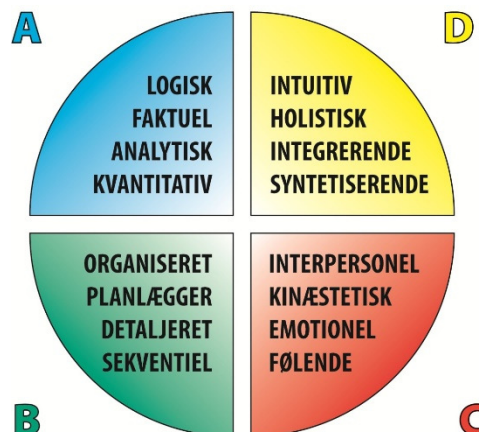 A
LOGISK
FAKTUEL
ANALYTISK
KVANTITATIV
D
INTUITIV
HOLISTISK
INTEGRERENDE
SYNTETISERENDE
B
ORGANISERET
PLANLÆGGER
DETALJERET
SEKVENTIEL
C
INTERPERSONEL
KINÆSTETISK
EMOTIONEL
FØLENDE